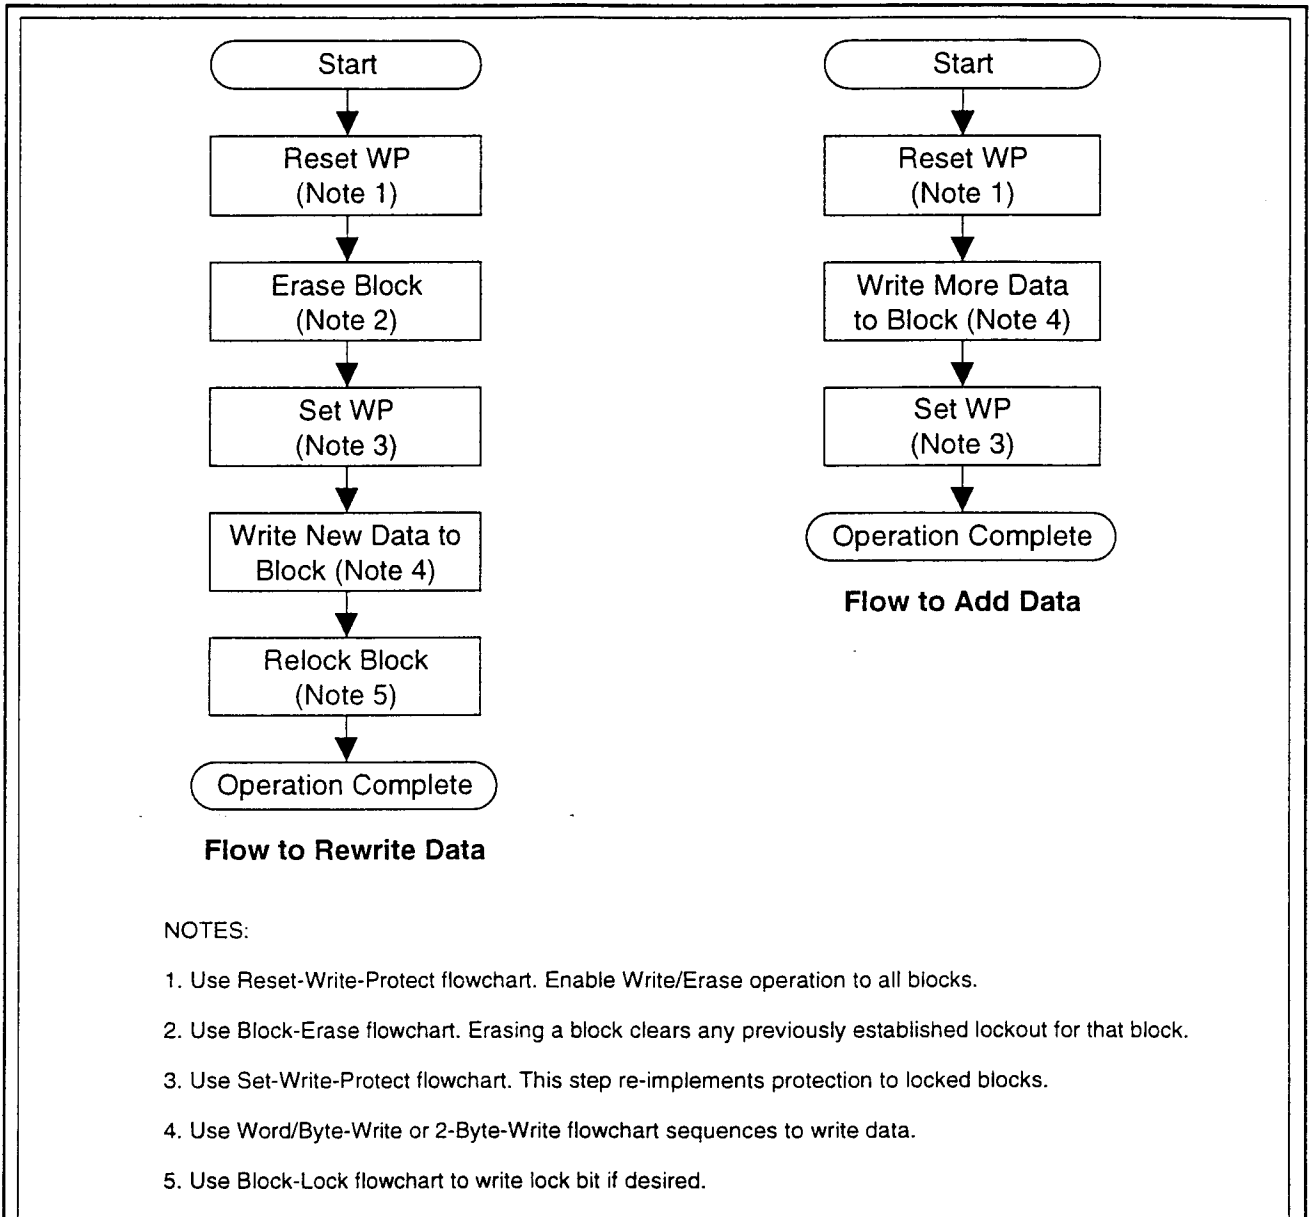 Start
Reset WP
(Note 1)
Erase Block
(Note 2)
Set WP
(Note 3)
Write New Data to
Block (Note 4)
Relock Block
(Note 5)
Operation Complete
Flow to Rewrite Data
Start
Reset WP
(Note 1)
Write More Data
to Block (Note 4)
Set WP
(Note 3)
Operation Complete
Flow to Add Data
NOTES:
1. Use Reset-Write-Protect flowchart. Enable Write/Erase operation to all blocks.
2. Use Block-Erase flowchart. Erasing a block clears any previously established lockout for that block.
3. Use Set-Write-Protect flowchart. This step re-implements protection to locked blocks.
4. Use Word/Byte-Write or 2-Byte-Write flowchart sequences to write data.
5. Use Block-Lock flowchart to write lock bit if desired.